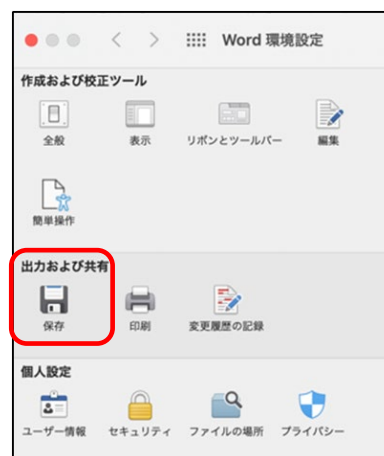 Word 環境設定
作成および校正ツール
全般
表示
リボンとツールバー
編集
簡単操作
出力および共有
保存
印刷
変更履歴の記録
個人設定
ユーザー情報
セキュリティ
ファイルの場所
プライバシー